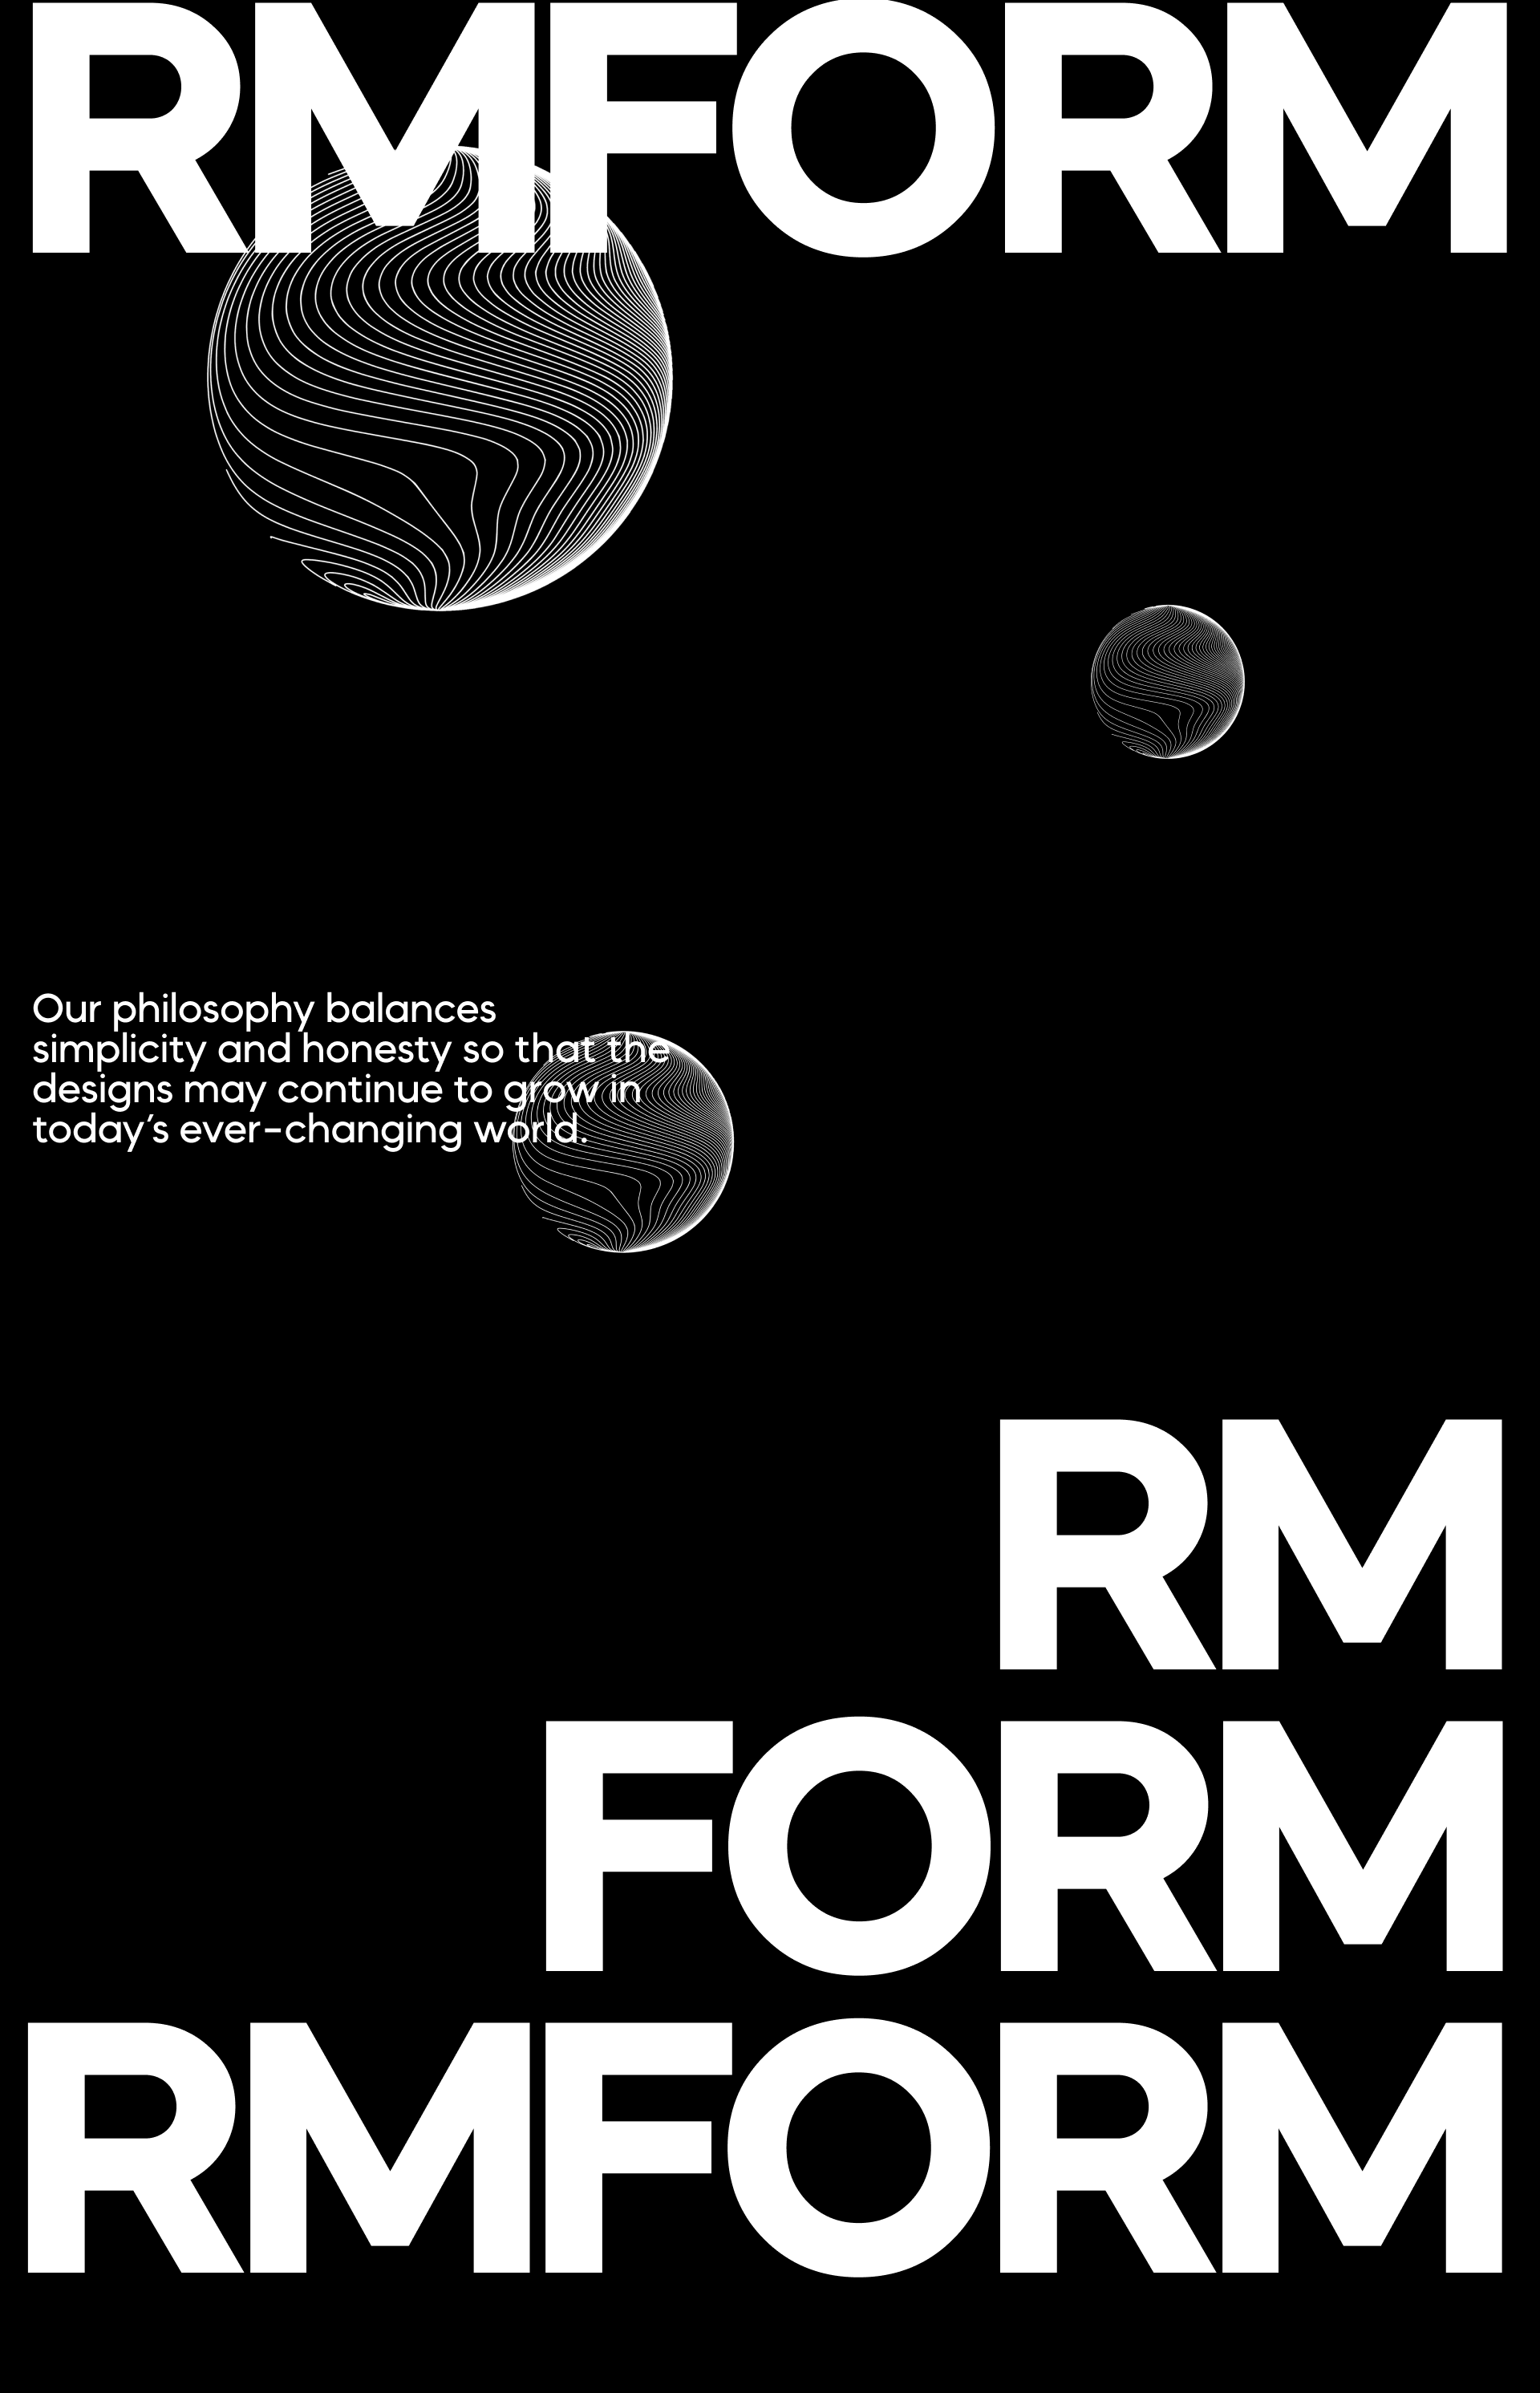 RMFORM
Our philosophy balances
simplicity and honesty so that the
designs may continue to grow in
today's ever-changing world.
RM
FORM
RMFORM